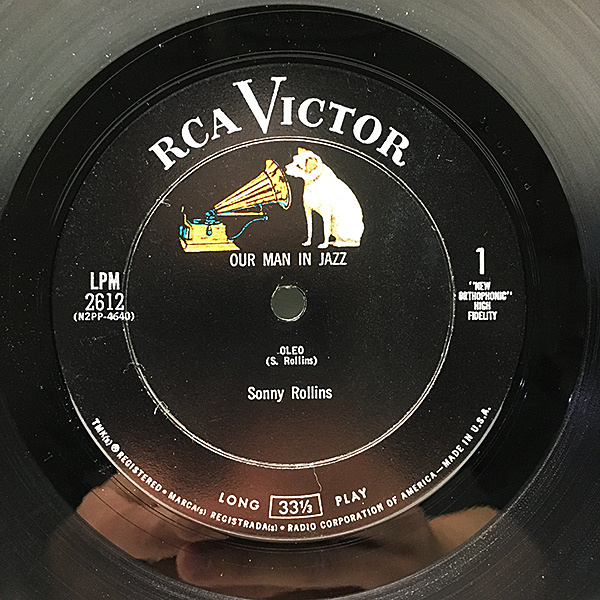 RCA VICTOR
OUR MAN IN JAZZ
LPM
2612
(N2PP-4640)
1
"NEW
ORTHOPHONIC"
HIGH
FIDELITY
OLEO
(S. Rollins)
Sonny Rollins
LONG 33⅓ PLAY
TMK(s) ® REGISTERED • MARCA(s) REGISTRADA(s) • RADIO CORPORATION OF AMERICA—MADE IN U.S.A.